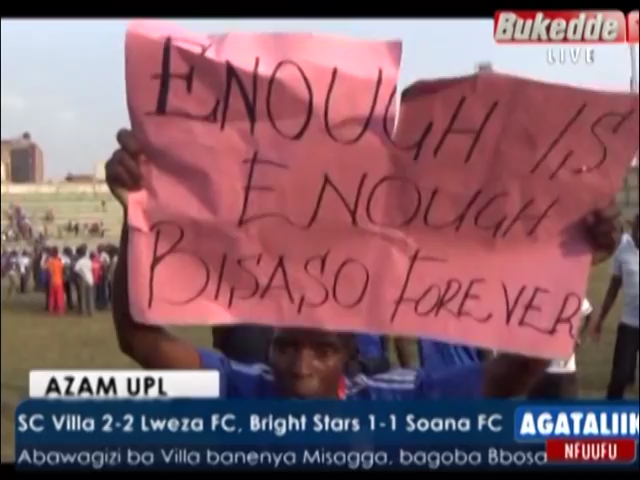 Bukedde
LIVE
ENOUGH IS
ENOUGH
BISASO FOREVER
AZAM UPL
SC Villa 2-2 Lweza FC, Bright Stars 1-1 Soana FC
AGATALIIK
NFUUFU
Abawagizi ba Villa banenya Misagga, bagoba Bbosa